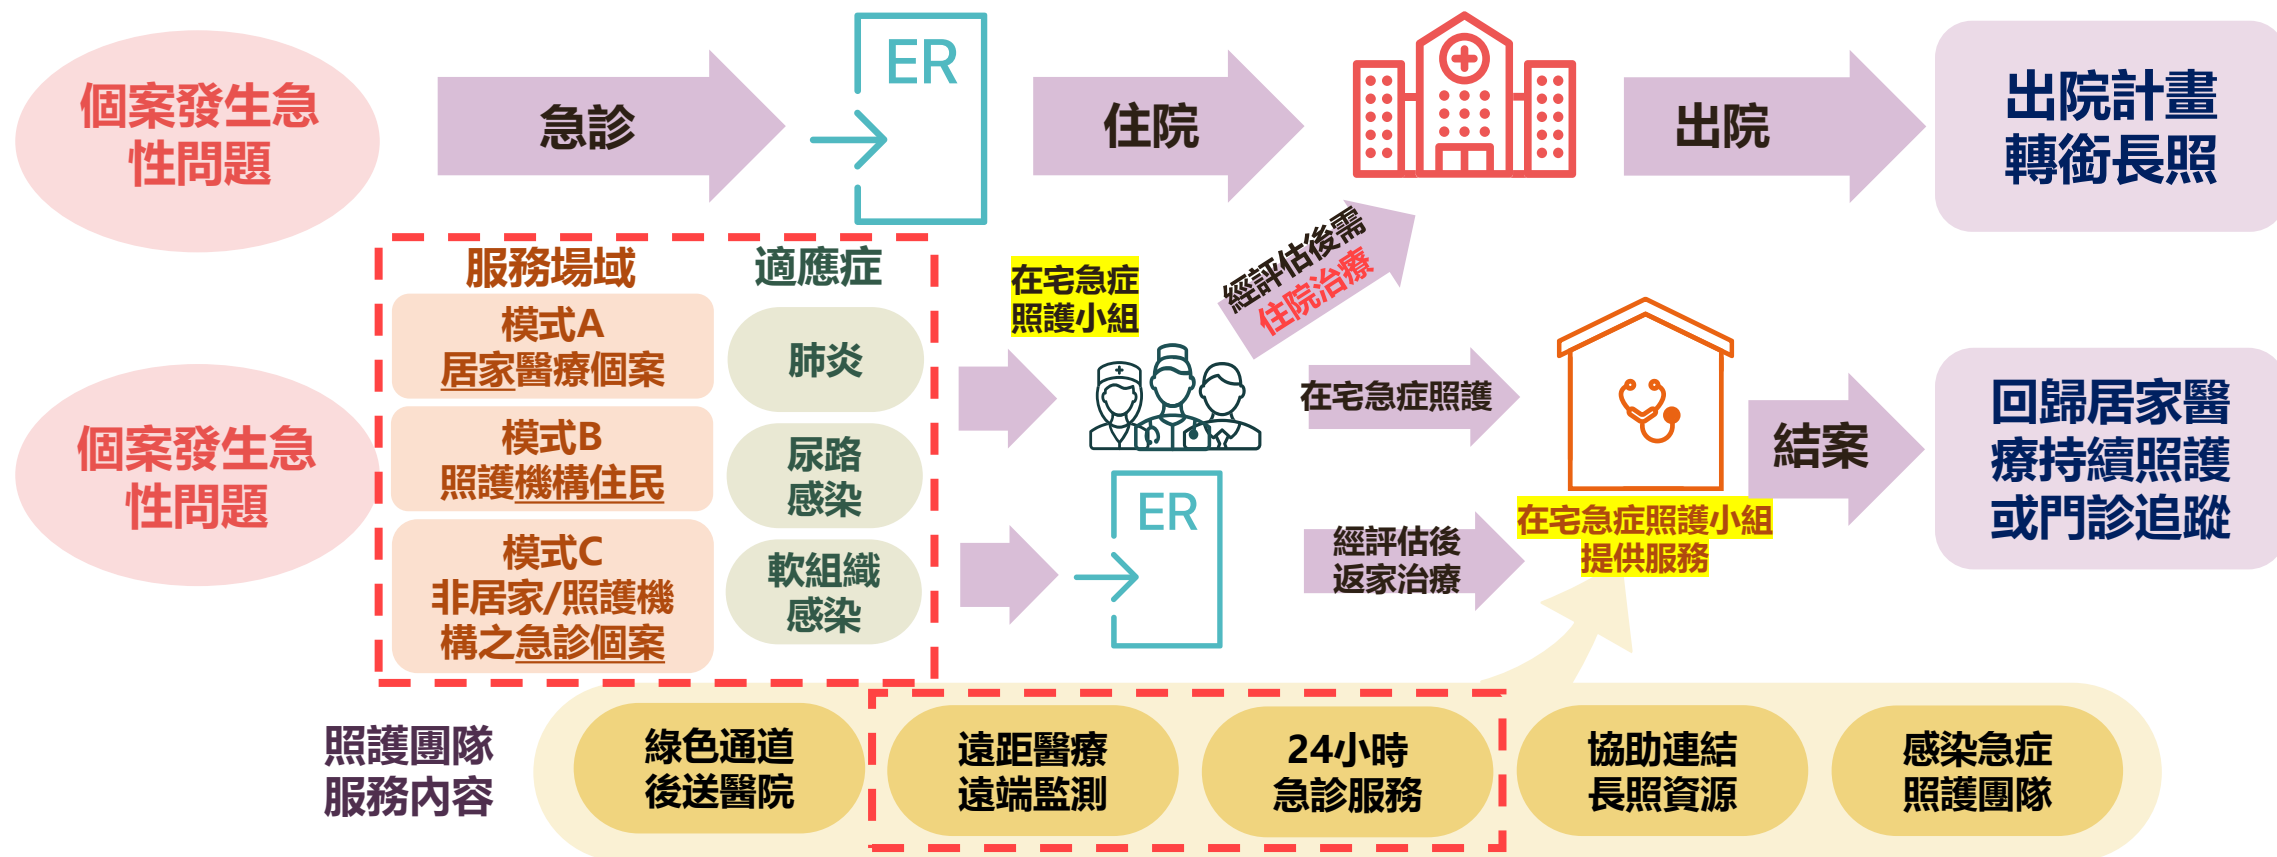 個案發生急
性問題
急診
ER
住院
出院
出院計畫
轉銜長照
個案發生急
性問題
服務場域
適應症
模式A
居家醫療個案
模式B
照護機構住民
模式C
非居家/照護機
構之急診個案
肺炎
尿路
感染
軟組織
感染
在宅急症
照護小組
經評估後需
住院治療
在宅急症照護
ER
經評估後
返家治療
在宅急症照護小組
提供服務
結案
回歸居家醫
療持續照護
或門診追蹤
照護團隊
服務內容
綠色通道
後送醫院
遠距醫療
遠端監測
24小時
急診服務
協助連結
長照資源
感染急症
照護團隊